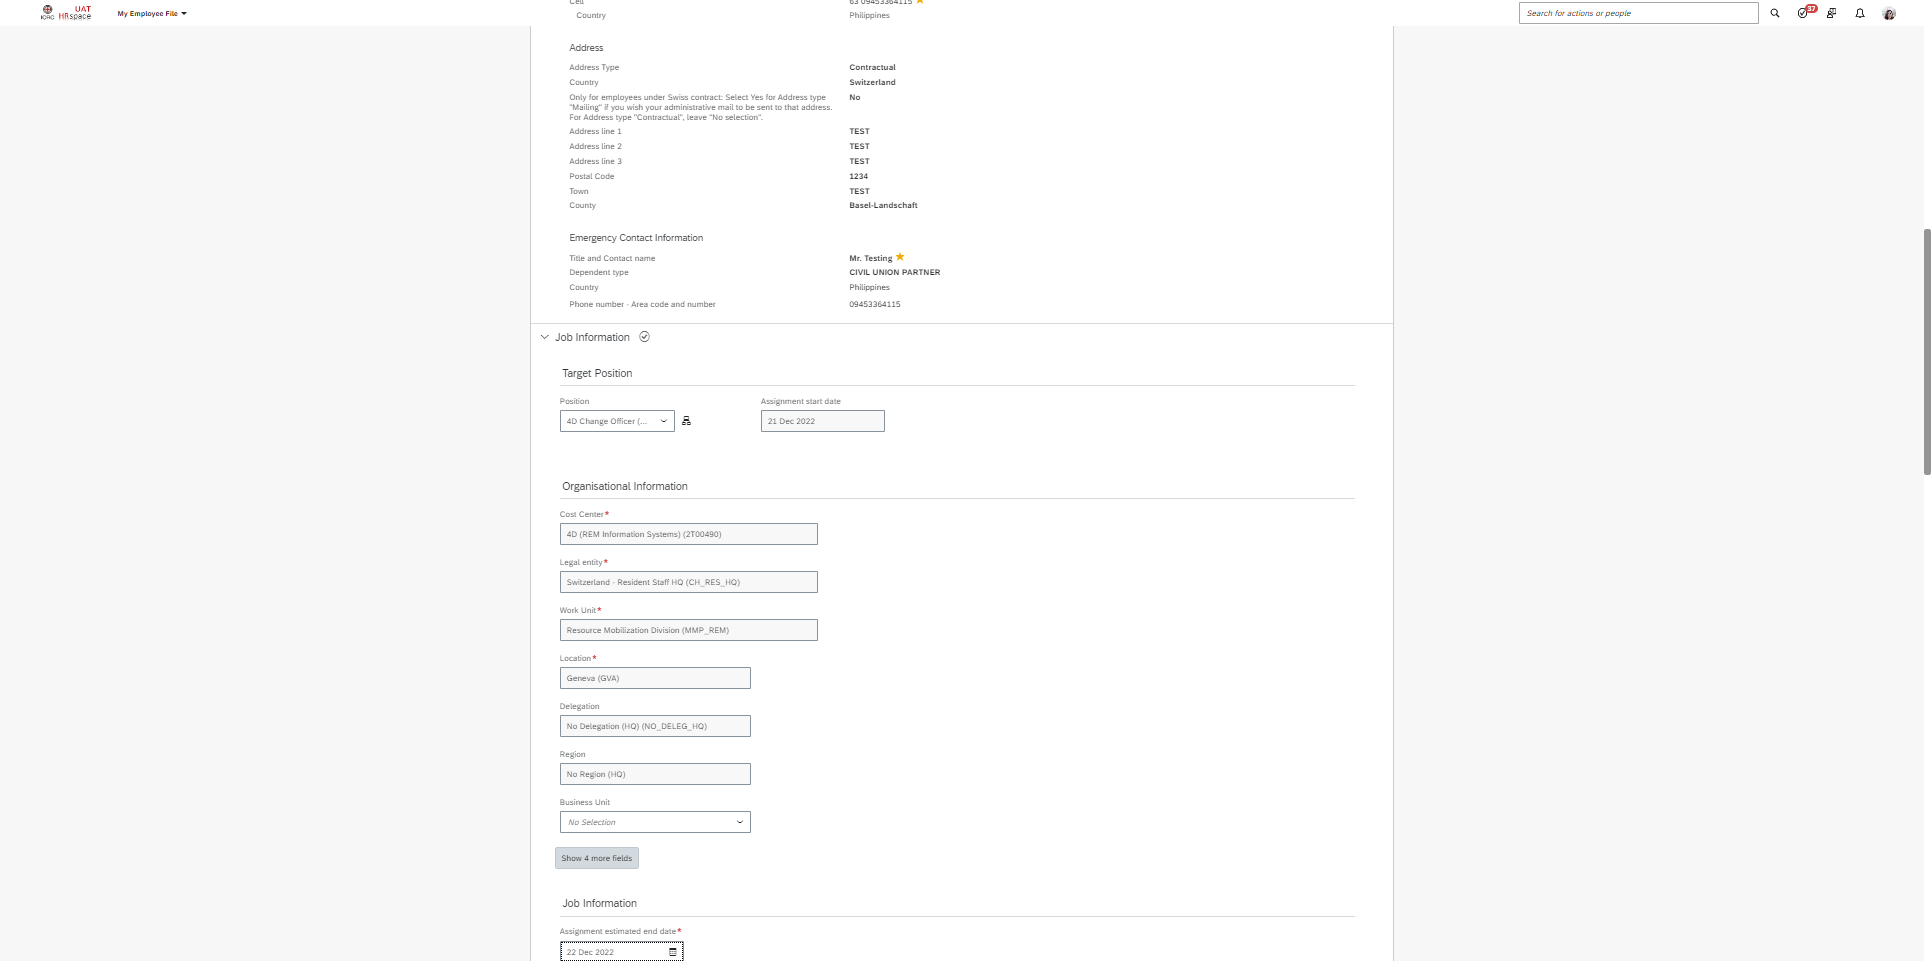 ICRC
UAT
HRspace
My Employee File
Search for actions or people
37
Cell
63 09453364115
Country
Philippines
Address
Address Type
Contractual
Country
Switzerland
Only for employees under Swiss contract: Select Yes for Address type
"Mailing" if you wish your administrative mail to be sent to that address.
For Address type "Contractual", leave "No selection".
No
Address line 1
TEST
Address line 2
TEST
Address line 3
TEST
Postal Code
1234
Town
TEST
County
Basel-Landschaft
Emergency Contact Information
Title and Contact name
Mr. Testing
Dependent type
CIVIL UNION PARTNER
Country
Philippines
Phone number - Area code and number
09453364115
Job Information
Target Position
Position
Assignment start date
4D Change Officer (...
21 Dec 2022
Organisational Information
Cost Center*
4D (REM Information Systems) (2T00490)
Legal entity*
Switzerland - Resident Staff HQ (CH_RES_HQ)
Work Unit*
Resource Mobilization Division (MMP_REM)
Location*
Geneva (GVA)
Delegation
No Delegation (HQ) (NO_DELEG_HQ)
Region
No Region (HQ)
Business Unit
No Selection
Show 4 more fields
Job Information
Assignment estimated end date*
22 Dec 2022